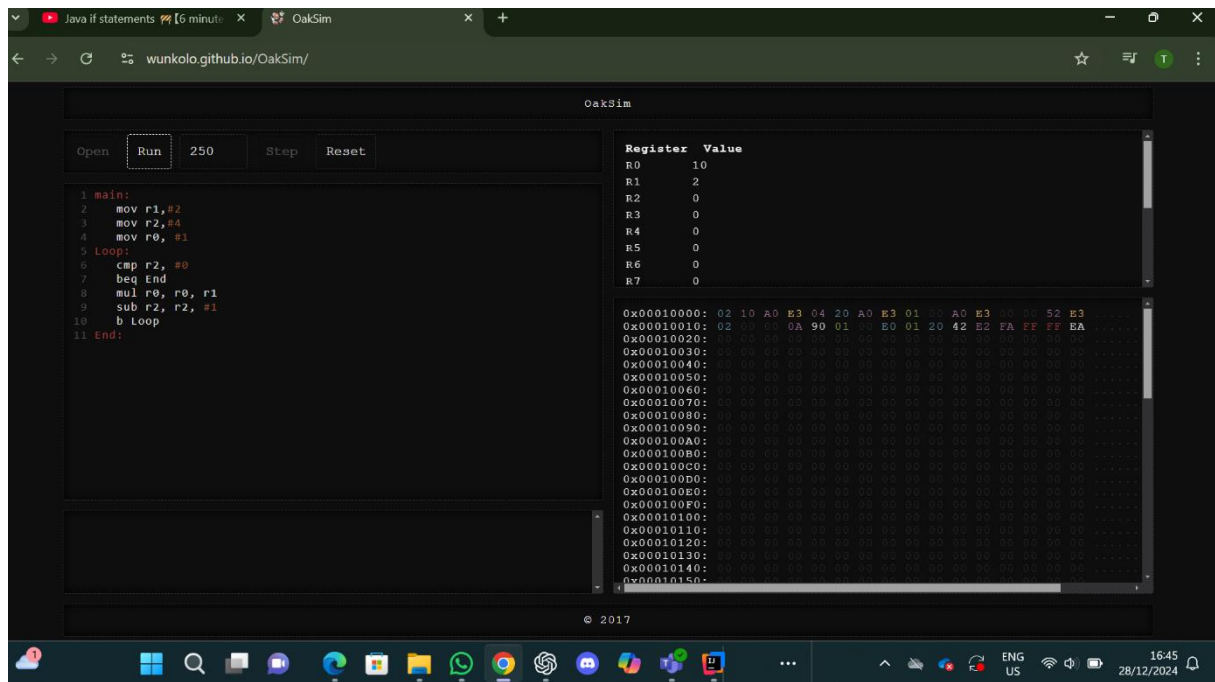 Java if statements 🚧【6 minute
OakSim
wunkolo.github.io/OakSim/
T
OakSim
Open Run 250 Step Reset
1 main:
2 mov r1,#2
3 mov r2,#4
4 mov r0, #1
5 Loop:
6 cmp r2, #0
7 beq End
8 mul r0, r0, r1
9 sub r2, r2, #1
10 b Loop
11 End:
Register Value
R0 10
R1 2
R2 0
R3 0
R4 0
R5 0
R6 0
R7 0
0x00010000: 02 10 A0 E3 04 20 A0 E3 01 00 A0 E3 00 00 52 E3 ......
0x00010010: 02 00 00 0A 90 01 00 E0 01 20 42 E2 FA FF FF EA
0x00010020: 00 00 00 00 00 00 00 00 00 00 00 00 00 00 00 00 ......
0x00010030: 00 00 00 00 00 00 00 00 00 00 00 00 00 00 00 00 ......
0x00010040: 00 00 00 00 00 00 00 00 00 00 00 00 00 00 00 00 ......
0x00010050: 00 00 00 00 00 00 00 00 00 00 00 00 00 00 00 00 ......
0x00010060: 00 00 00 00 00 00 00 00 00 00 00 00 00 00 00 00 ......
0x00010070: 00 00 00 00 00 00 00 00 00 00 00 00 00 00 00 00 ......
0x00010080: 00 00 00 00 00 00 00 00 00 00 00 00 00 00 00 00 ......
0x00010090: 00 00 00 00 00 00 00 00 00 00 00 00 00 00 00 00 ......
0x000100A0: 00 00 00 00 00 00 00 00 00 00 00 00 00 00 00 00 ......
0x000100B0: 00 00 00 00 00 00 00 00 00 00 00 00 00 00 00 00 ......
0x000100C0: 00 00 00 00 00 00 00 00 00 00 00 00 00 00 00 00 ......
0x000100D0: 00 00 00 00 00 00 00 00 00 00 00 00 00 00 00 00 ......
0x000100E0: 00 00 00 00 00 00 00 00 00 00 00 00 00 00 00 00 ......
0x000100F0: 00 00 00 00 00 00 00 00 00 00 00 00 00 00 00 00 ......
0x00010100: 00 00 00 00 00 00 00 00 00 00 00 00 00 00 00 00 ......
0x00010110: 00 00 00 00 00 00 00 00 00 00 00 00 00 00 00 00 ......
0x00010120: 00 00 00 00 00 00 00 00 00 00 00 00 00 00 00 00 ......
0x00010130: 00 00 00 00 00 00 00 00 00 00 00 00 00 00 00 00 ......
0x00010140: 00 00 00 00 00 00 00 00 00 00 00 00 00 00 00 00 ......
0x00010150:
© 2017
1
ENG
US
16:45
28/12/2024